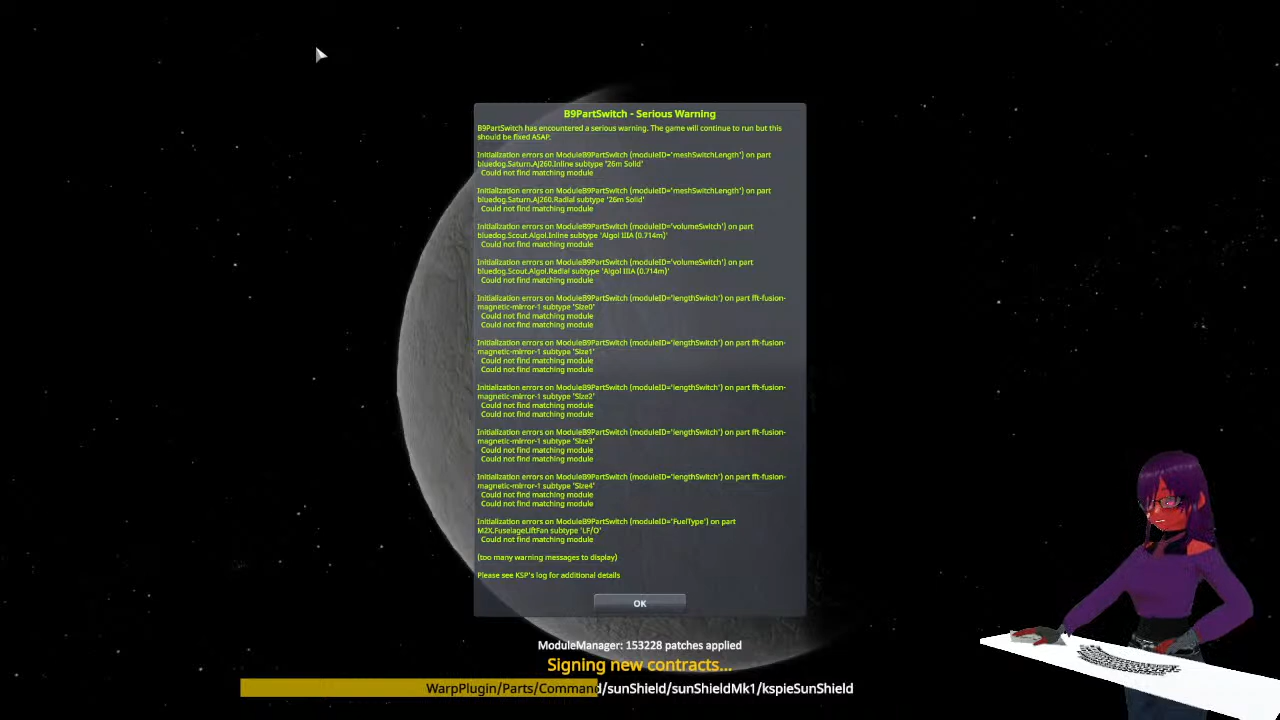 B9PartSwitch - Serious Warning
B9PartSwitch has encountered a serious warning. The game will continue to run but this
should be fixed ASAP.
Initialization errors on ModuleB9PartSwitch (moduleID='meshSwitchLength') on part
bluedog.Saturn.AJ260.Inline subtype '26m Solid'
Could not find matching module
Initialization errors on ModuleB9PartSwitch (moduleID='meshSwitchLength') on part
bluedog.Saturn.AJ260.Radial subtype '26m Solid'
Could not find matching module
Initialization errors on ModuleB9PartSwitch (moduleID='volumeSwitch') on part
bluedog.Scout.Algol.Inline subtype 'Algol IIIA (0.714m)'
Could not find matching module
Initialization errors on ModuleB9PartSwitch (moduleID='volumeSwitch') on part
bluedog.Scout.Algol.Radial subtype 'Algol IIIA (0.714m)'
Could not find matching module
Initialization errors on ModuleB9PartSwitch (moduleID='lengthSwitch') on part fft-fusion-
magnetic-mirror-1 subtype 'Size0'
Could not find matching module
Could not find matching module
Initialization errors on ModuleB9PartSwitch (moduleID='lengthSwitch') on part fft-fusion-
magnetic-mirror-1 subtype 'Size1'
Could not find matching module
Could not find matching module
Initialization errors on ModuleB9PartSwitch (moduleID='lengthSwitch') on part fft-fusion-
magnetic-mirror-1 subtype 'Size2'
Could not find matching module
Could not find matching module
Initialization errors on ModuleB9PartSwitch (moduleID='lengthSwitch') on part fft-fusion-
magnetic-mirror-1 subtype 'Size3'
Could not find matching module
Could not find matching module
Initialization errors on ModuleB9PartSwitch (moduleID='lengthSwitch') on part fft-fusion-
magnetic-mirror-1 subtype 'Size4'
Could not find matching module
Could not find matching module
Initialization errors on ModuleB9PartSwitch (moduleID='FuelType') on part
M2X.FuselageLiftFan subtype 'LF/O'
Could not find matching module
(too many warning messages to display)
Please see KSP's log for additional details
OK
ModuleManager: 153228 patches applied
Signing new contracts...
WarpPlugin/Parts/Command/sunShield/sunShieldMk1/kspieSunShield